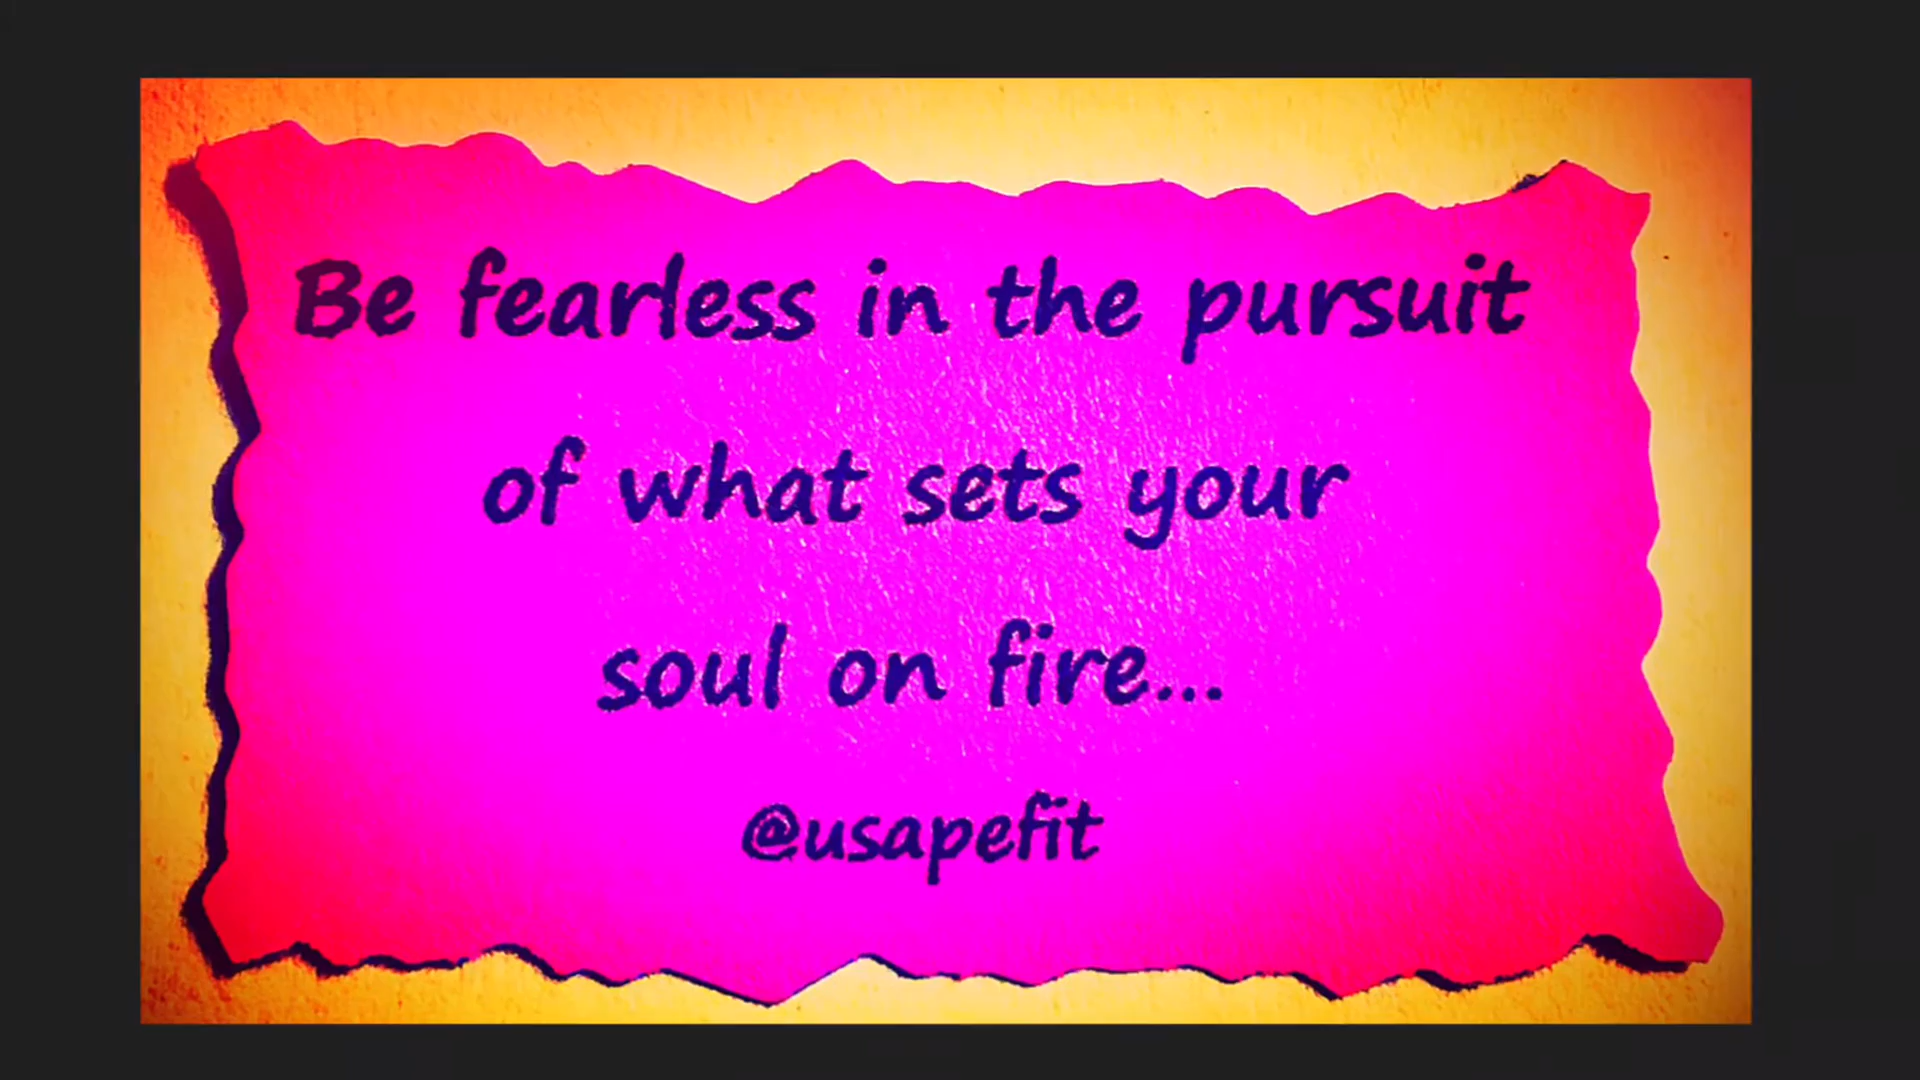 Be fearless in the pursuit
of what sets your
soul on fire...
@usapefit